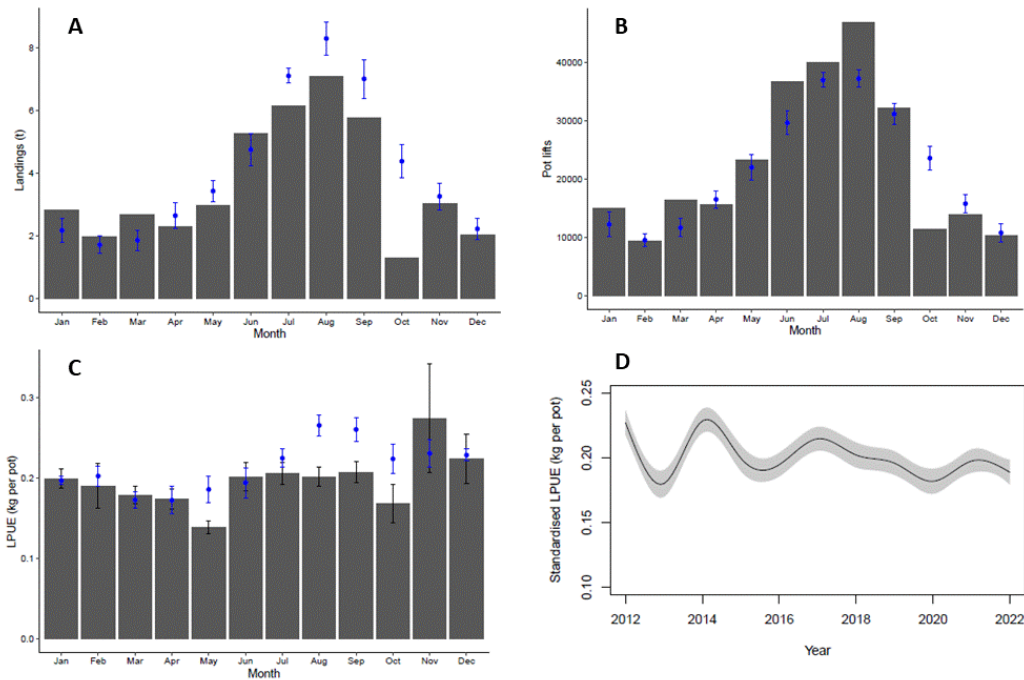 A
Landings (t)
8
6
4
2
0
Jan Feb Mar Apr May Jun Jul Aug Sep Oct Nov Dec
Month
B
Pot lifts
40000
30000
20000
10000
0
Jan Feb Mar Apr May Jun Jul Aug Sep Oct Nov Dec
Month
C
LPUE (kg per pot)
0.3
0.2
0.1
0.0
Jan Feb Mar Apr May Jun Jul Aug Sep Oct Nov Dec
Month
D
Standardised LPUE (kg per pot)
0.25
0.20
0.15
0.10
2012 2014 2016 2018 2020 2022
Year